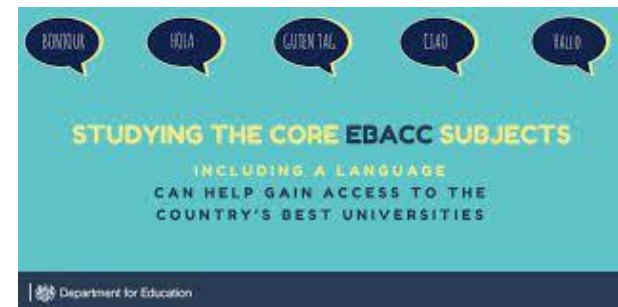 BONJOUR
HOLA
GUTEN TAG
CIAO
HALLO
STUDYING THE CORE EBACC SUBJECTS
INCLUDING A LANGUAGE
CAN HELP GAIN ACCESS TO THE
COUNTRY'S BEST UNIVERSITIES
Department for Education